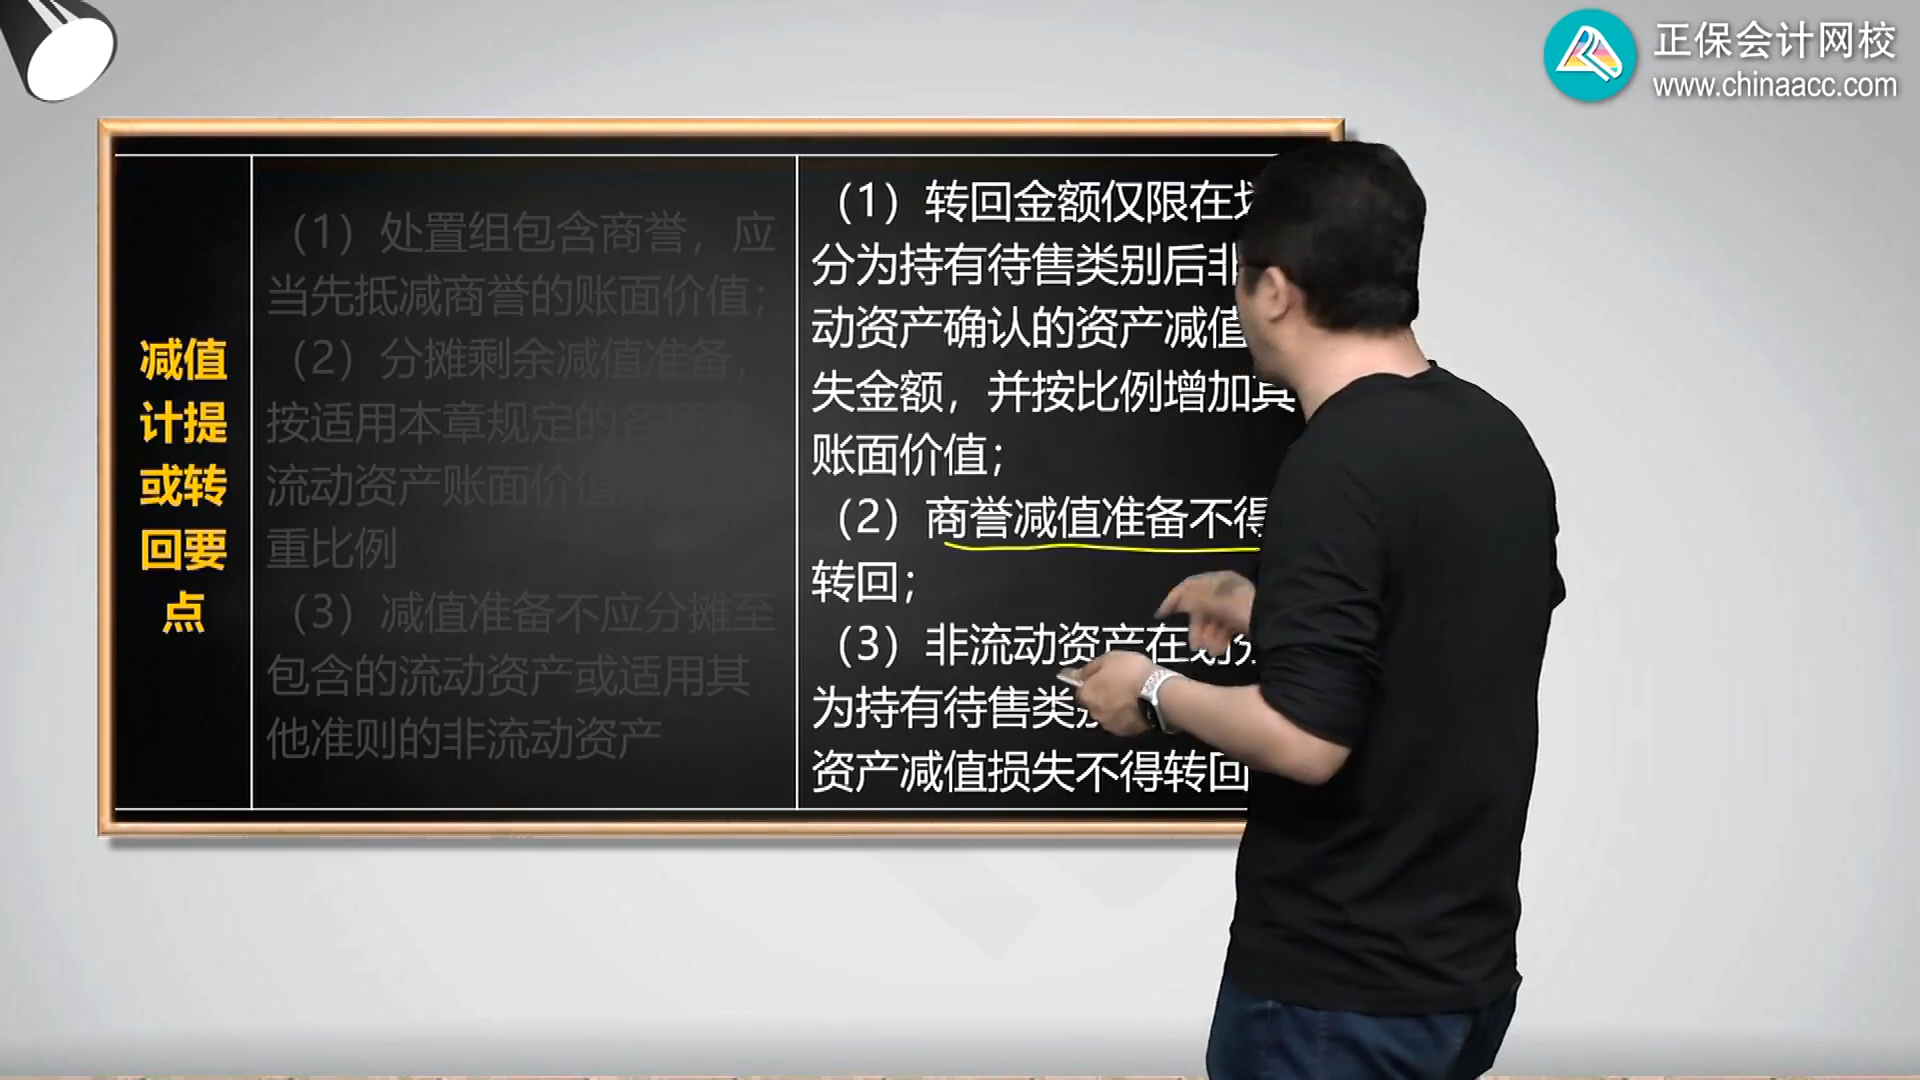 正保会计网校
www.chinaacc.com
减值
计提
或转
回要
点
（1）处置组包含商誉，应
当先抵减商誉的账面价值；
（2）分摊剩余减值准备，
按适用本章规定的
流动资产账面价值
重比例
（3）减值准备不应分摊至
包含的流动资产或适用其
他准则的非流动资产
（1）转回金额仅限在
分为持有待售类别后非
动资产确认的资产减值
失金额，并按比例增加其
账面价值；
（2）商誉减值准备不得
转回；
（3）非流动资产在划分
为持有待售类
资产减值损失不得转回